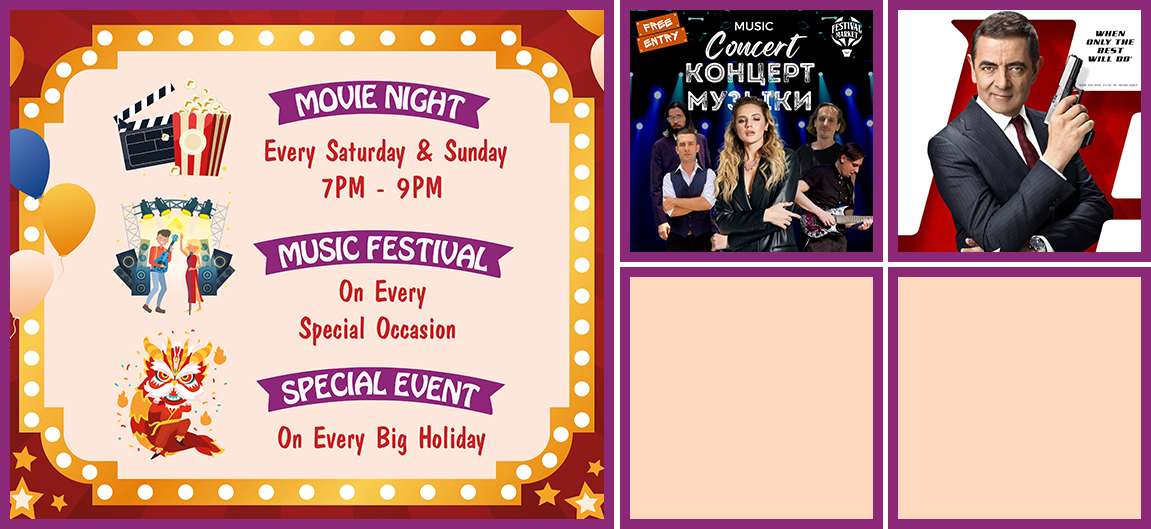 MOVIE NIGHT
Every Saturday & Sunday
7PM - 9PM
MUSIC FESTIVAL
On Every
Special Occasion
SPECIAL EVENT
On Every Big Holiday
FREE
ENTRY
MUSIC
Concert
КОНЦЕРТ
МУЗЫКИ
FESTIVAL
MARKET
WHEN
ONLY THE
BEST
WILL DO'